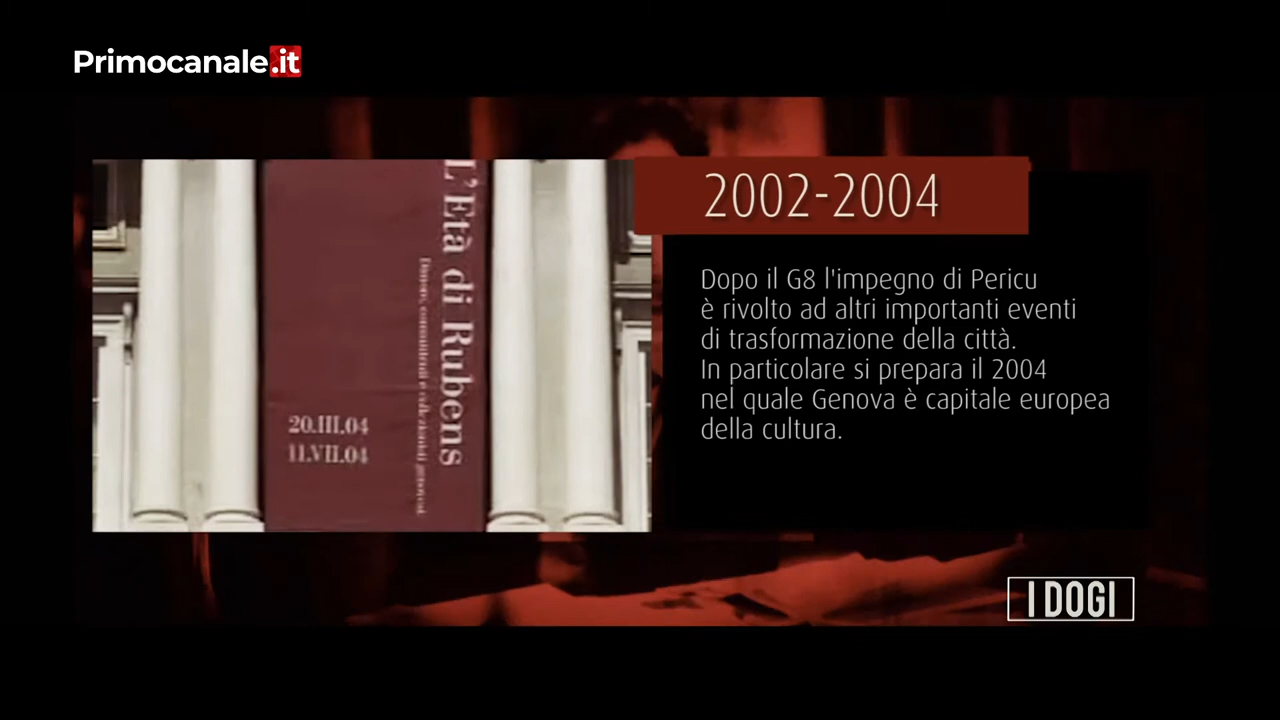 Primocanale.it
L'Età di Rubens
20.III.04
11.VII.04
2002-2004
Dopo il G8 l'impegno di Pericu
è rivolto ad altri importanti eventi
di trasformazione della città.
In particolare si prepara il 2004
nel quale Genova è capitale europea
della cultura.
I DOGI